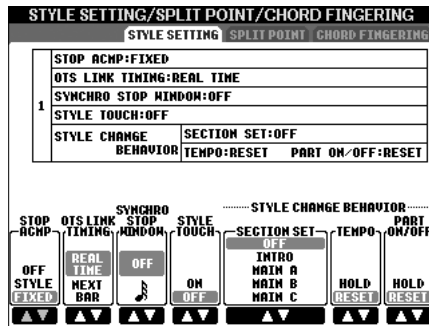 STYLE SETTING/SPLIT POINT/CHORD FINGERING
STYLE SETTING SPLIT POINT CHORD FINGERING
1
STOP ACMP:FIXED
OTS LINK TIMING:REAL TIME
SYNCHRO STOP WINDOW:OFF
STYLE TOUCH:OFF
STYLE CHANGE BEHAVIOR
SECTION SET:OFF
TEMPO:RESET PART ON/OFF:RESET
STOP ACMP
OFF
STYLE
FIXED
OTS LINK TIMING
REAL TIME
NEXT BAR
SYNCHRO STOP WINDOW
OFF
STYLE TOUCH
ON
OFF
STYLE CHANGE BEHAVIOR
SECTION SET
OFF
INTRO
MAIN A
MAIN B
MAIN C
TEMPO
HOLD
RESET
PART ON/OFF
HOLD
RESET